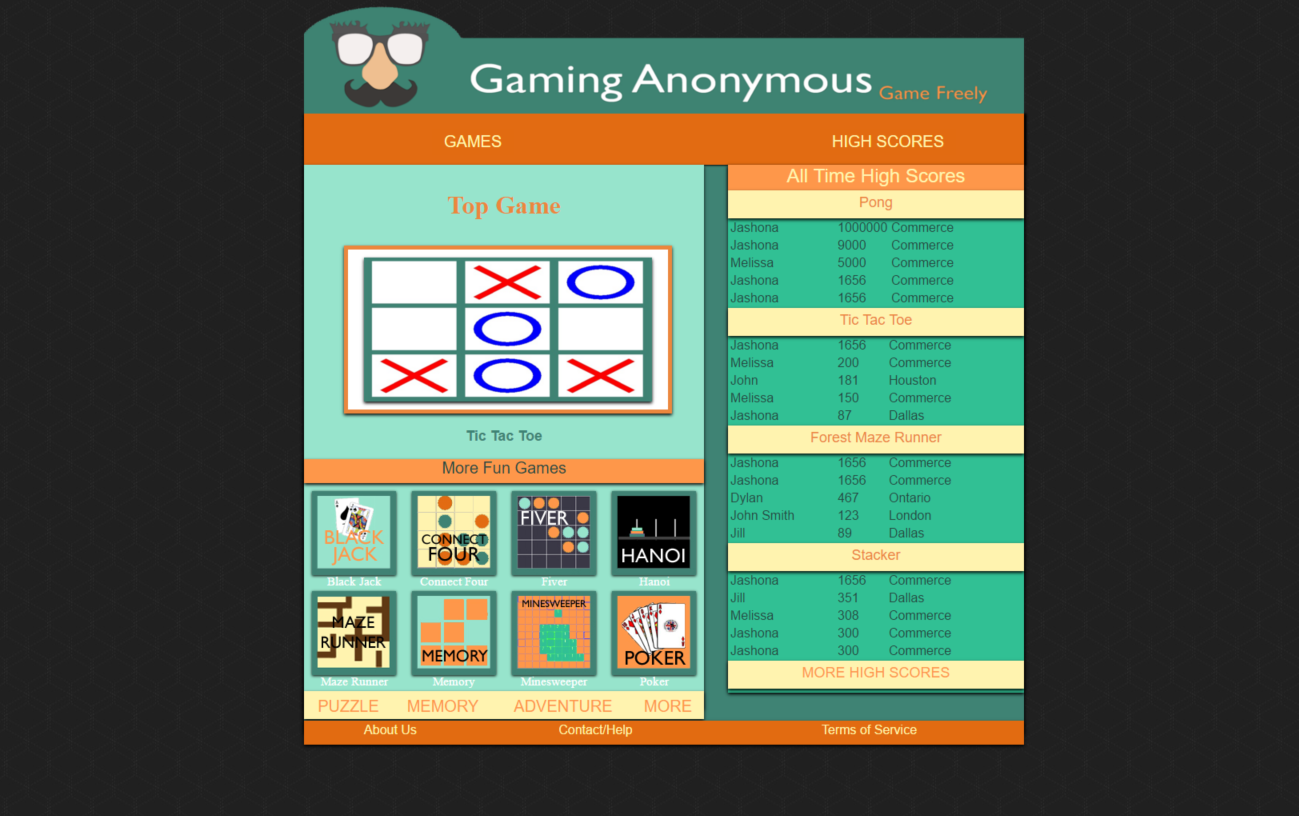 Gaming Anonymous Game Freely
GAMES
HIGH SCORES
Top Game
Tic Tac Toe
More Fun Games
BLACK
JACK
Black Jack
CONNECT
FOUR
Connect Four
FIVER
Fiver
HANOI
Hanoi
MAZE
RUNNER
Maze Runner
MEMORY
Memory
MINESWEEPER
Minesweeper
POKER
Poker
PUZZLE MEMORY ADVENTURE MORE
All Time High Scores
Pong
Jashona 1000000 Commerce
Jashona 9000 Commerce
Melissa 5000 Commerce
Jashona 1656 Commerce
Jashona 1656 Commerce
Tic Tac Toe
Jashona 1656 Commerce
Melissa 200 Commerce
John 181 Houston
Melissa 150 Commerce
Jashona 87 Dallas
Forest Maze Runner
Jashona 1656 Commerce
Jashona 1656 Commerce
Dylan 467 Ontario
John Smith 123 London
Jill 89 Dallas
Stacker
Jashona 1656 Commerce
Jill 351 Dallas
Melissa 308 Commerce
Jashona 300 Commerce
Jashona 300 Commerce
MORE HIGH SCORES
About Us Contact/Help Terms of Service